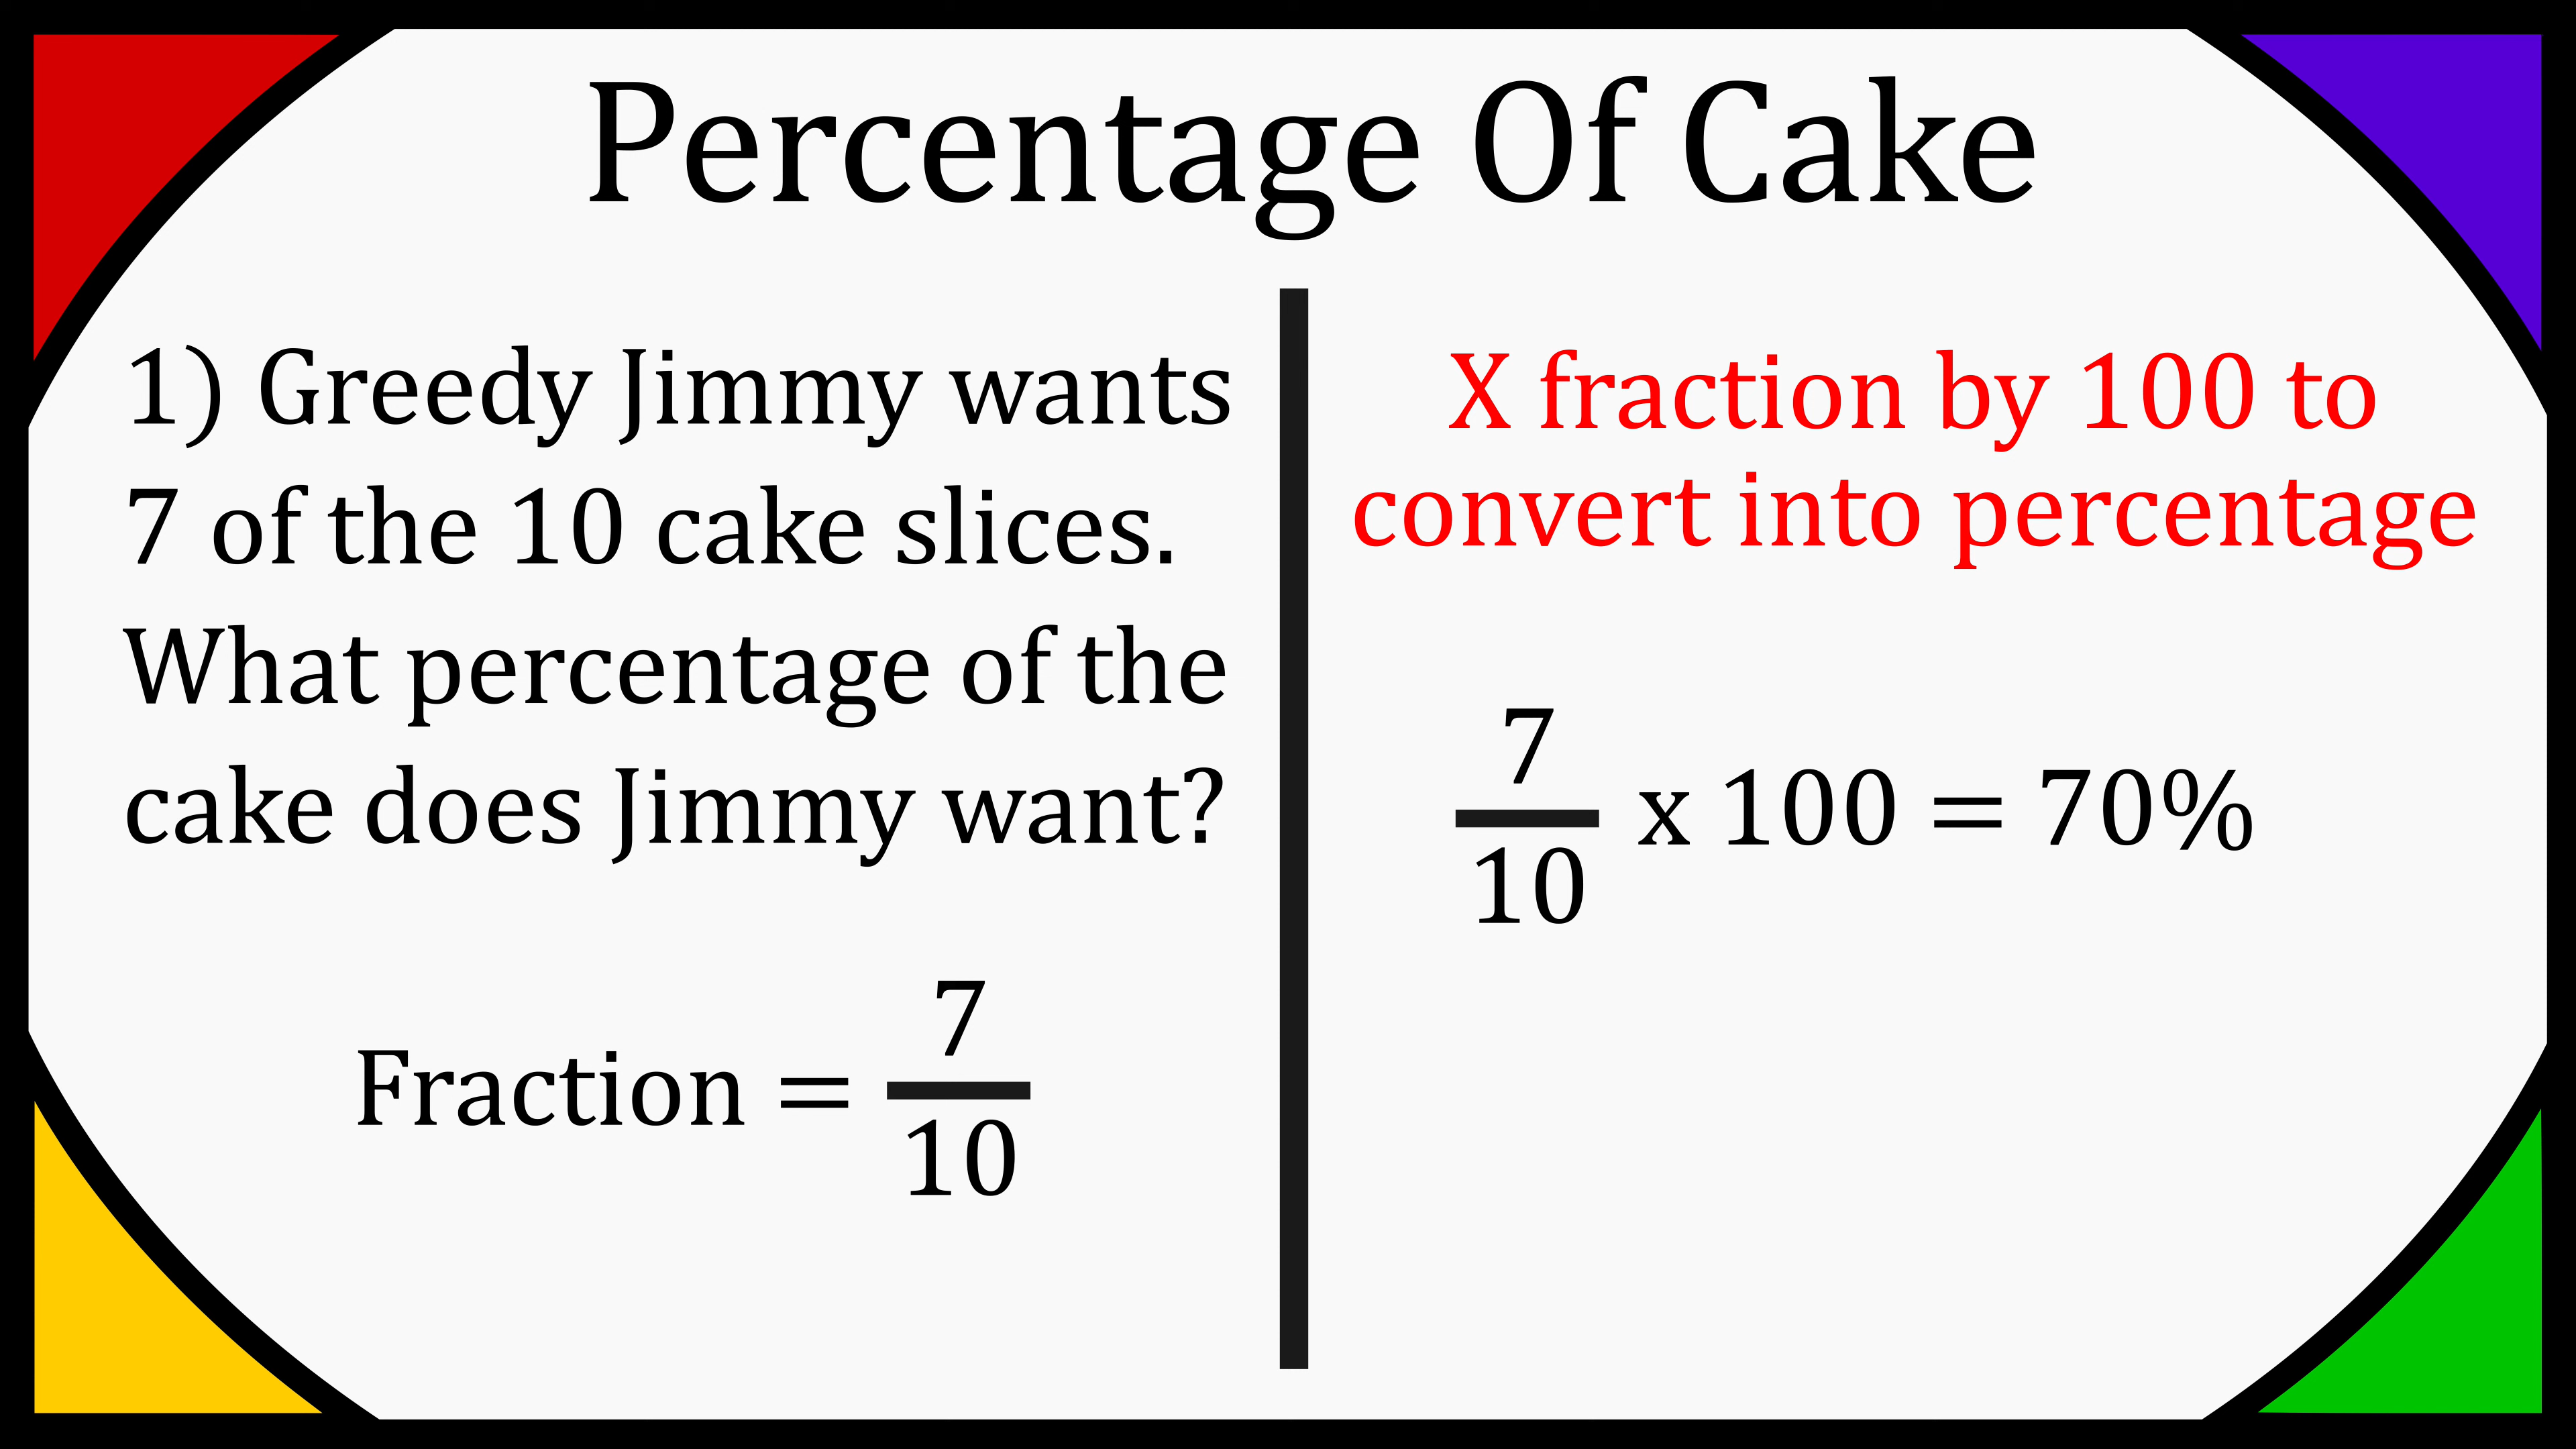 Percentage Of Cake
1) Greedy Jimmy wants
7 of the 10 cake slices.
What percentage of the
cake does Jimmy want?
Fraction = 7/10
X fraction by 100 to
convert into percentage
7/10 x 100 = 70%